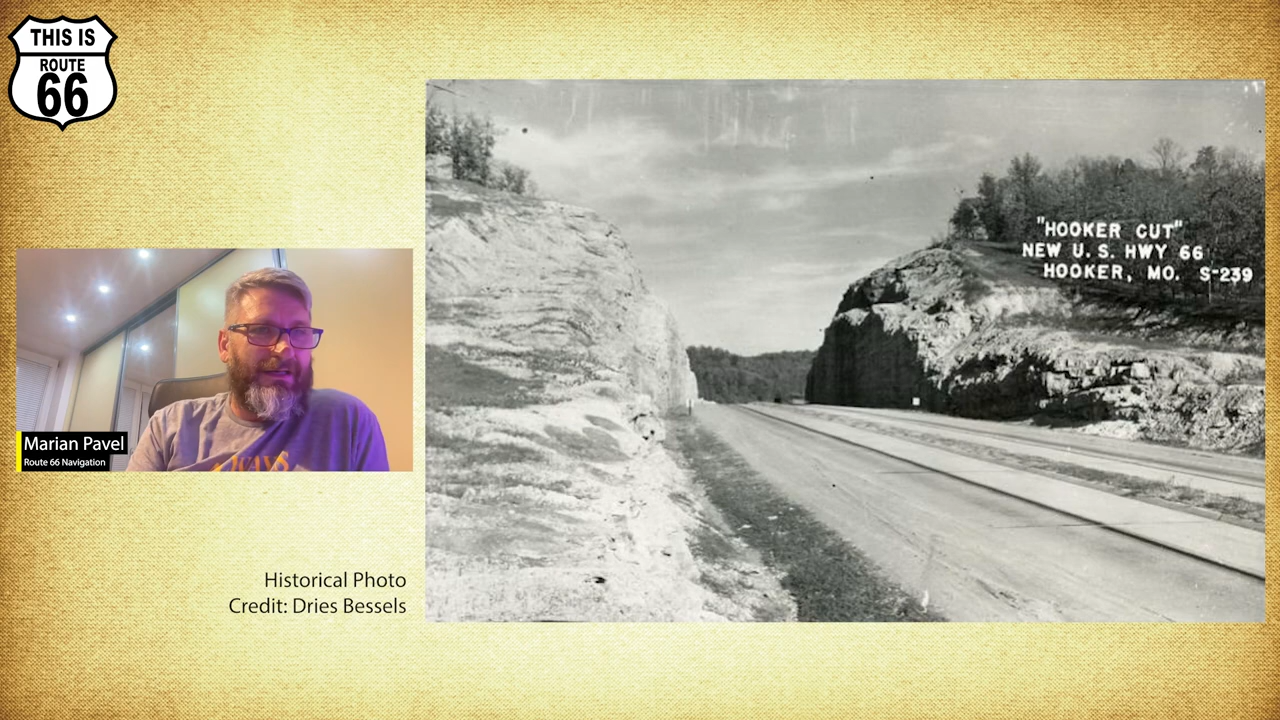 THIS IS
ROUTE
66
"HOOKER CUT"
NEW U.S. HWY 66
HOOKER, MO. S-239
Marian Pavel
Route 66 Navigation
Historical Photo
Credit: Dries Bessels